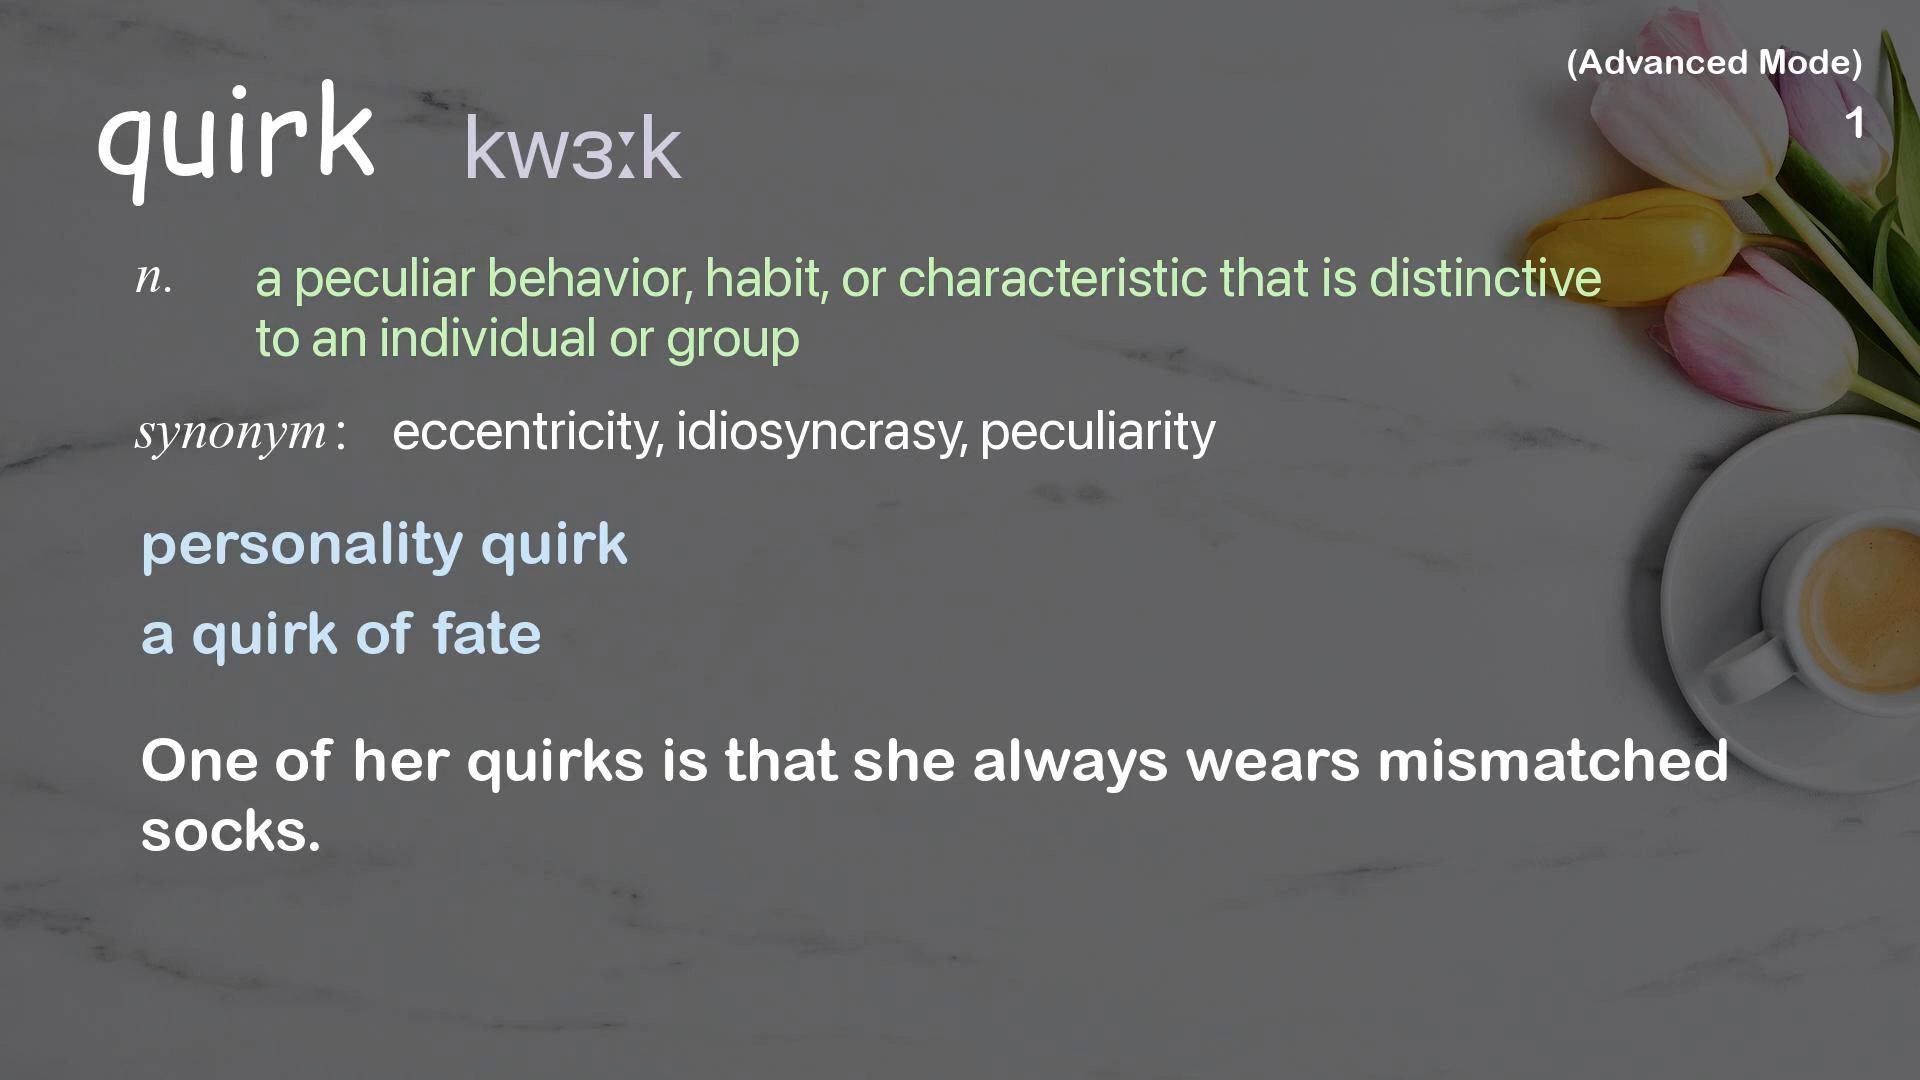 (Advanced Mode)
1
quirk kwɜːk
n. a peculiar behavior, habit, or characteristic that is distinctive
to an individual or group
synonym: eccentricity, idiosyncrasy, peculiarity
personality quirk
a quirk of fate
One of her quirks is that she always wears mismatched
socks.